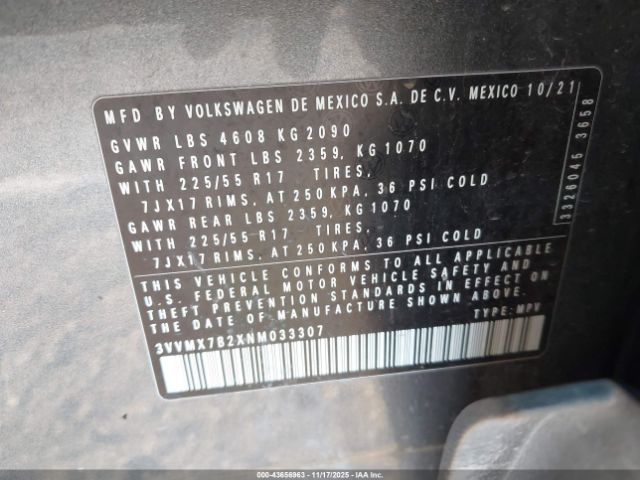 MFD BY VOLKSWAGEN DE MEXICO S.A. DE C.V. MEXICO 10/21
GVWR LBS 4608 KG 2090
GAWR FRONT LBS 2359, KG 1070
WITH 225/55 R17 TIRES,
7JX17 RIMS, AT 250 KPA, 36 PSI COLD
GAWR REAR LBS 2359, KG 1070
WITH 225/55 R17 TIRES,
7JX17 RIMS, AT 250 KPA, 36 PSI COLD
THIS VEHICLE CONFORMS TO ALL APPLICABLE
U.S. FEDERAL MOTOR VEHICLE SAFETY AND
THEFT PREVENTION STANDARDS IN EFFECT ON
THE DATE OF MANUFACTURE SHOWN ABOVE.
3VVMX7B2XNM033307 TYPE: MPV
3326045 3658
000-43656963 - 11/17/2025 - IAAI.COM